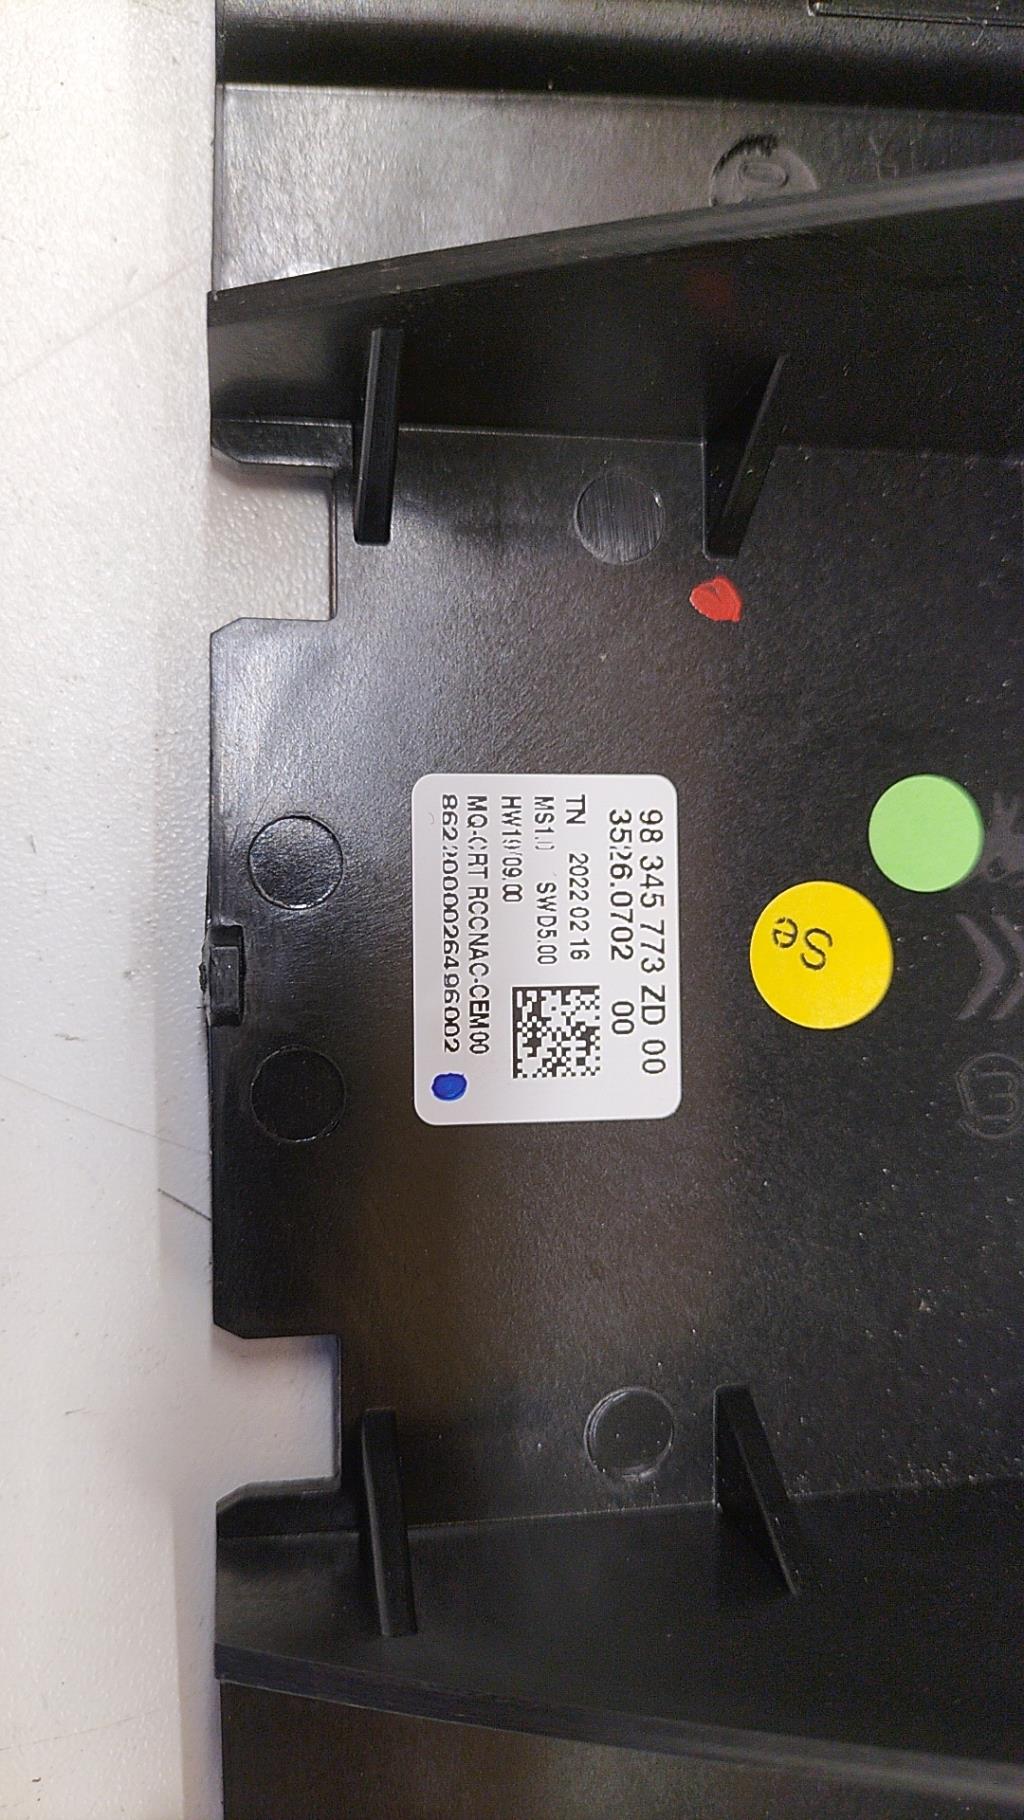 98 345 773 ZD 00
3526.0702 00
TN 2022 02 16
MS1.0 SWD5.00
HW19/09.00
MQ-CRT RCCNAC-CEM00
86220000026496002
Se